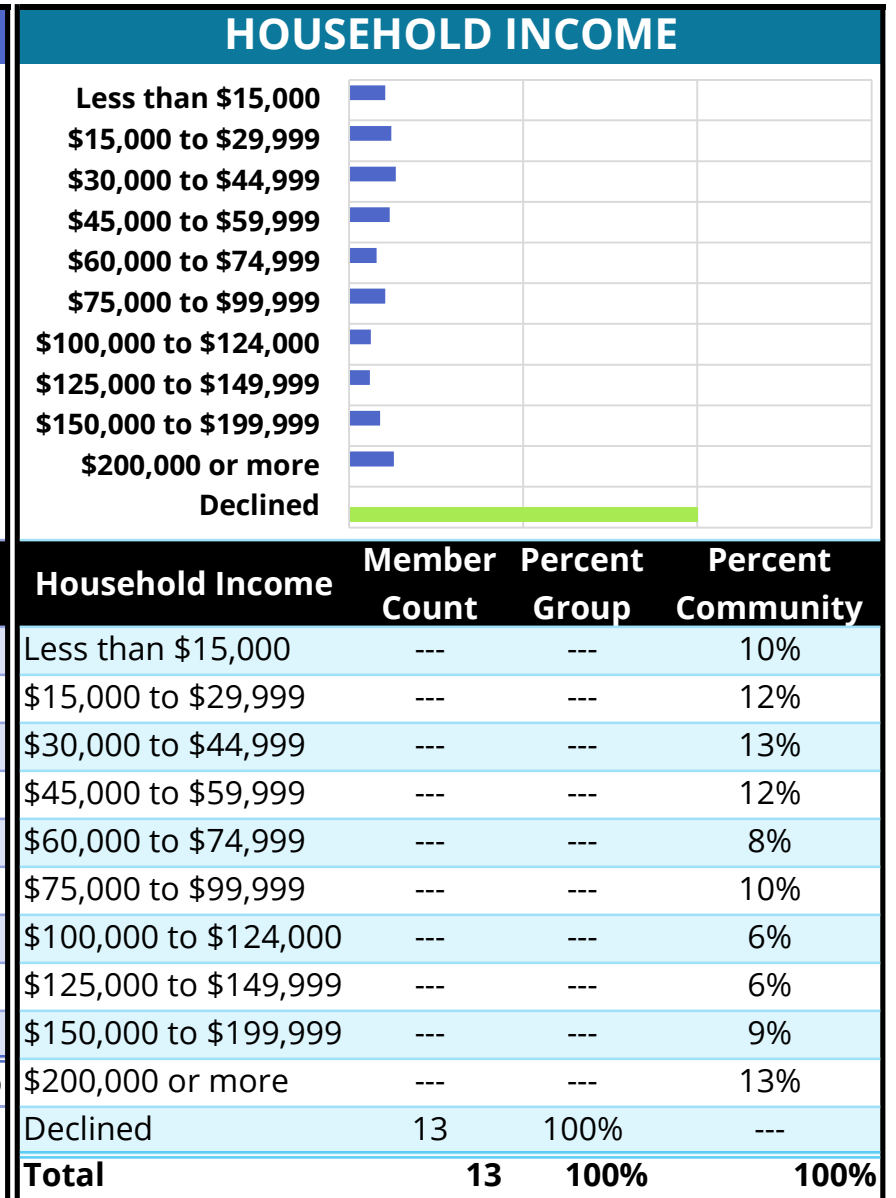 HOUSEHOLD INCOME
Less than $15,000
$15,000 to $29,999
$30,000 to $44,999
$45,000 to $59,999
$60,000 to $74,999
$75,000 to $99,999
$100,000 to $124,000
$125,000 to $149,999
$150,000 to $199,999
$200,000 or more
Declined
Household Income Member Count Percent Group Percent Community
Less than $15,000 --- --- 10%
$15,000 to $29,999 --- --- 12%
$30,000 to $44,999 --- --- 13%
$45,000 to $59,999 --- --- 12%
$60,000 to $74,999 --- --- 8%
$75,000 to $99,999 --- --- 10%
$100,000 to $124,000 --- --- 6%
$125,000 to $149,999 --- --- 6%
$150,000 to $199,999 --- --- 9%
$200,000 or more --- --- 13%
Declined 13 100% ---
Total 13 100% 100%